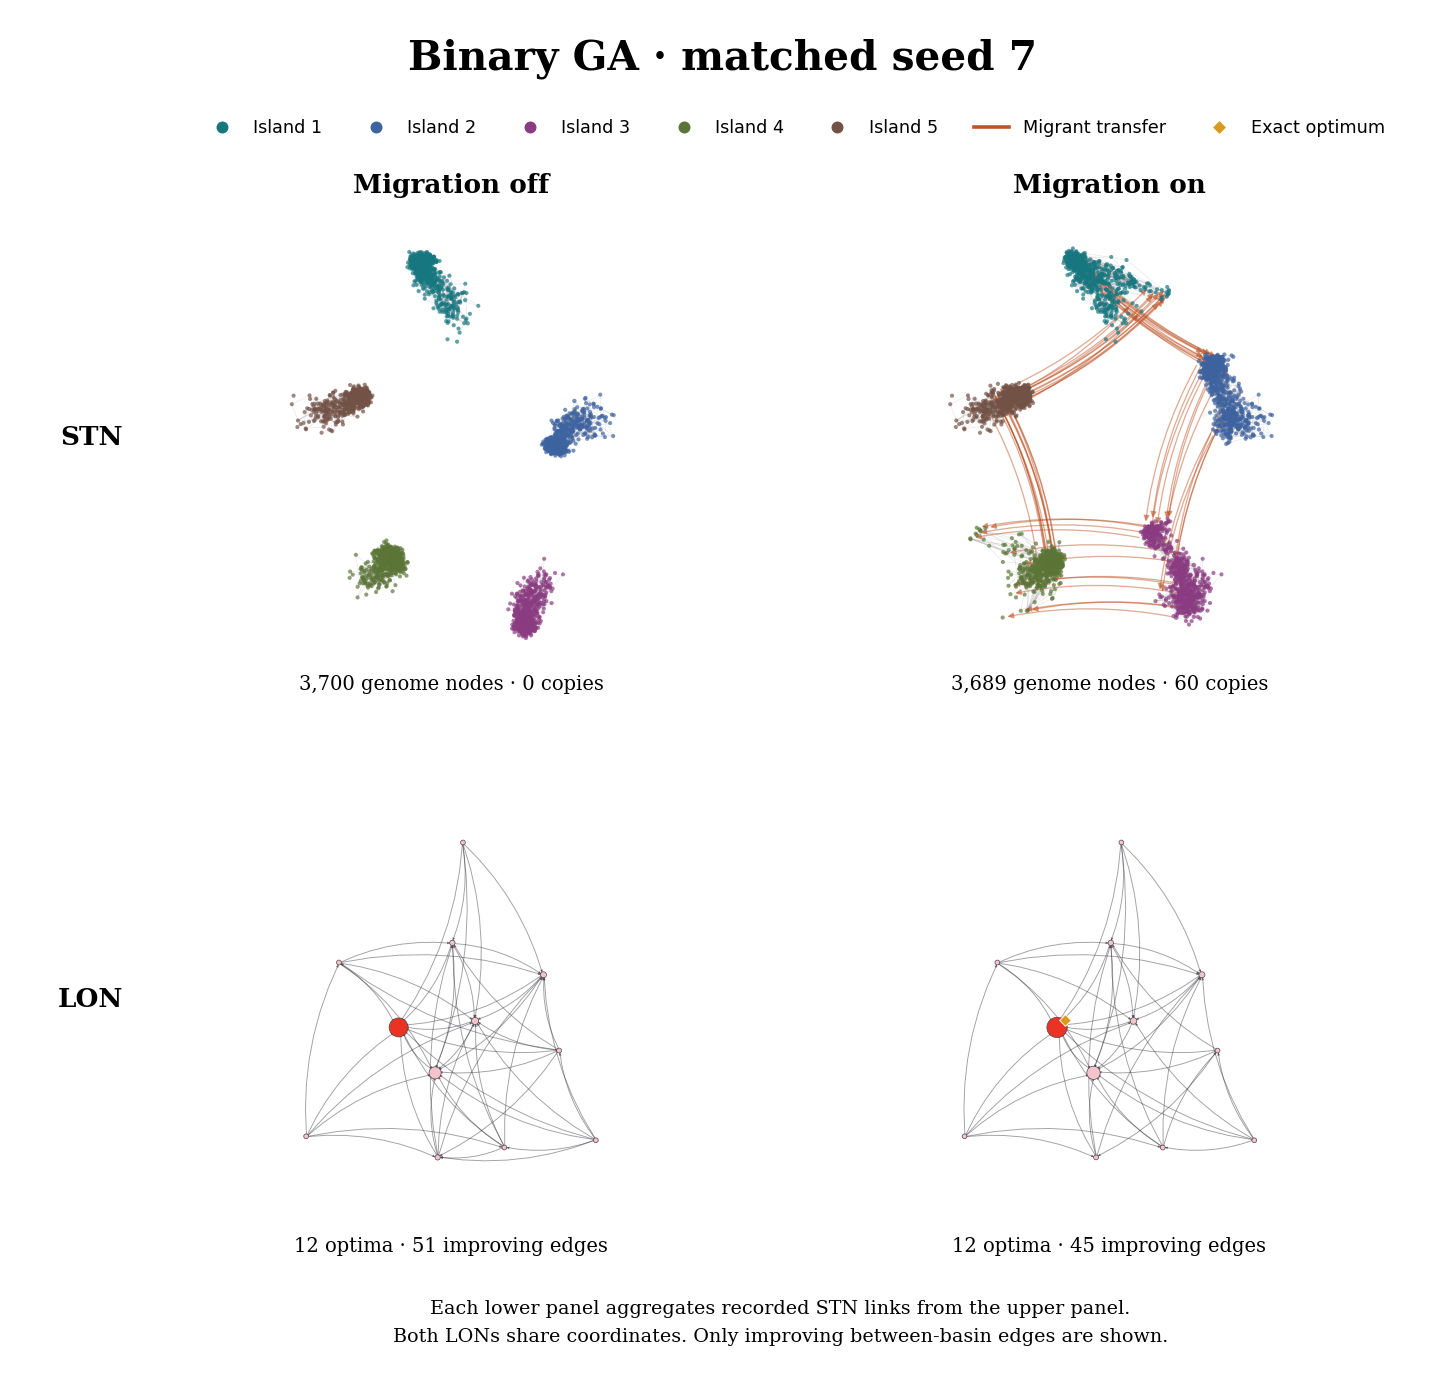 Binary GA · matched seed 7
Island 1 Island 2 Island 3 Island 4 Island 5 Migrant transfer Exact optimum
Migration off Migration on
STN
3,700 genome nodes · 0 copies 3,689 genome nodes · 60 copies
LON
12 optima · 51 improving edges 12 optima · 45 improving edges
Each lower panel aggregates recorded STN links from the upper panel.
Both LONs share coordinates. Only improving between-basin edges are shown.